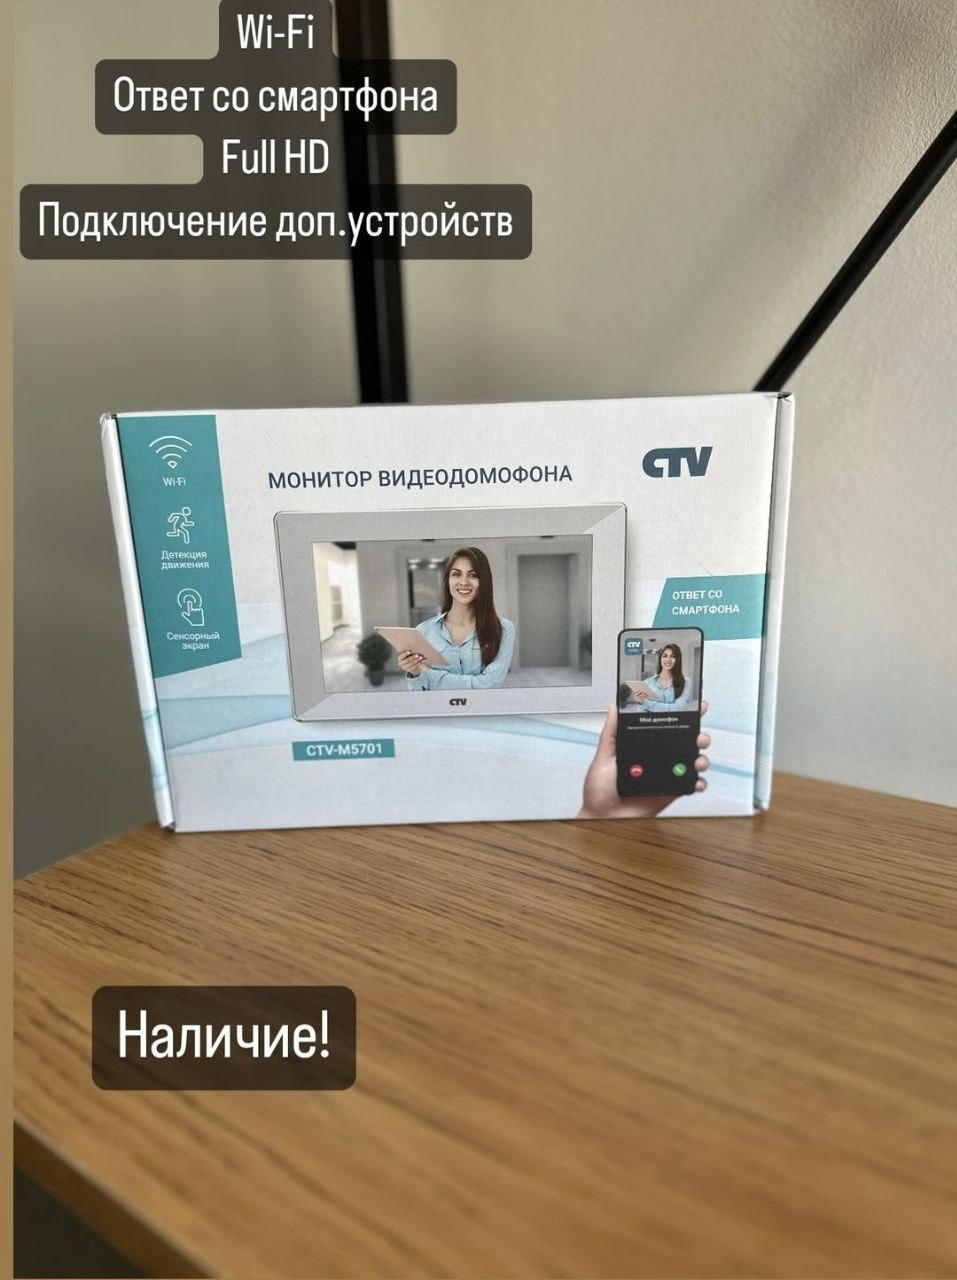 Wi-Fi
Ответ со смартфона
Full HD
Подключение доп.устройств
Wi-Fi
Детекция
движения
Сенсорный
экран
МОНИТОР ВИДЕОДОМОФОНА
CTV
ОТВЕТ СО
СМАРТФОНА
CTV
CTV
Мой домофон
CTV-M5701
Наличие!